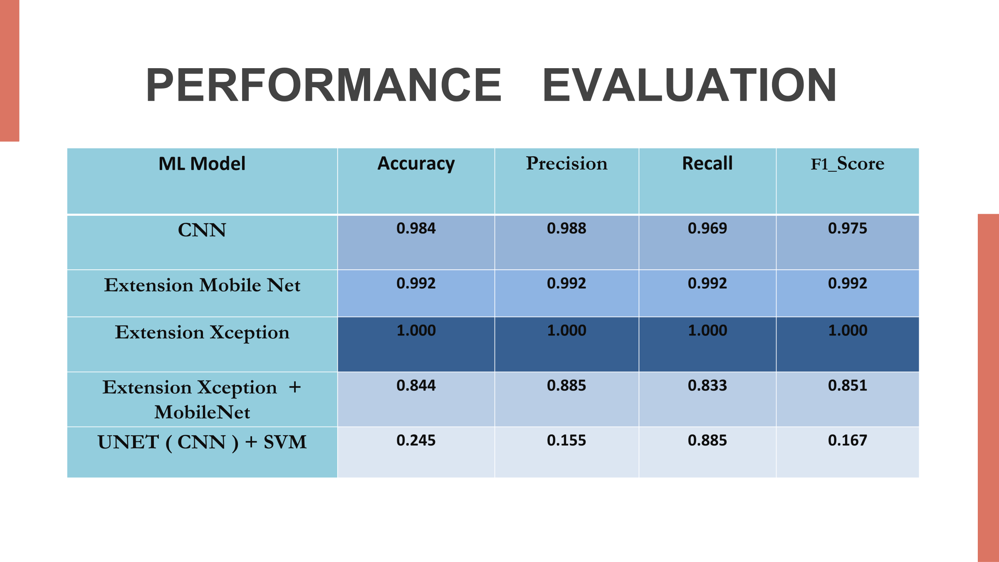 PERFORMANCE EVALUATION
ML Model Accuracy Precision Recall F1_Score
CNN 0.984 0.988 0.969 0.975
Extension Mobile Net 0.992 0.992 0.992 0.992
Extension Xception 1.000 1.000 1.000 1.000
Extension Xception + 0.844 0.885 0.833 0.851
MobileNet
UNET ( CNN ) + SVM 0.245 0.155 0.885 0.167